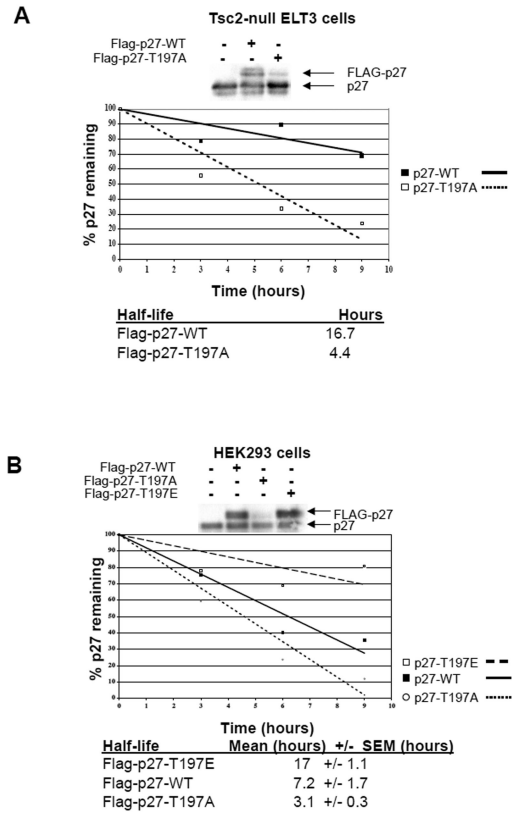 A
Tsc2-null ELT3 cells
Flag-p27-WT - + -
Flag-p27-T197A - - +
FLAG-p27
p27
100
90
80
70
60
50
40
30
20
10
0
% p27 remaining
0 1 2 3 4 5 6 7 8 9 10
Time (hours)
p27-WT
p27-T197A
Half-life Hours
Flag-p27-WT 16.7
Flag-p27-T197A 4.4
B
HEK293 cells
Flag-p27-WT - + - -
Flag-p27-T197A - - + -
Flag-p27-T197E - - - +
FLAG-p27
p27
100
90
80
70
60
50
40
30
20
10
0
% p27 remaining
0 1 2 3 4 5 6 7 8 9 10
Time (hours)
p27-T197E
p27-WT
p27-T197A
Half-life Mean (hours) +/- SEM (hours)
Flag-p27-T197E 17 +/- 1.1
Flag-p27-WT 7.2 +/- 1.7
Flag-p27-T197A 3.1 +/- 0.3